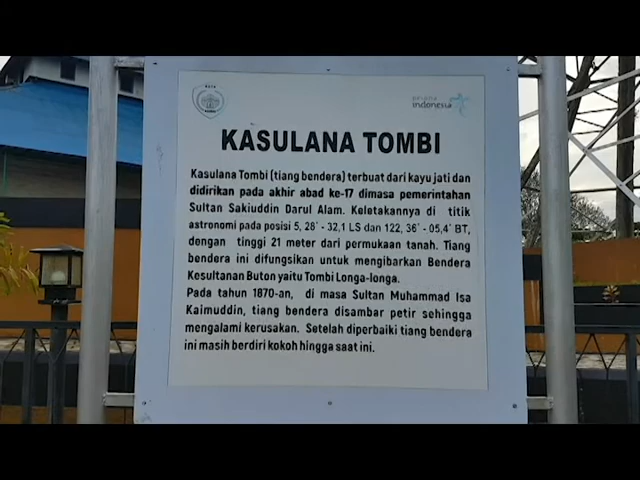 pesona
indonesia
KASULANA TOMBI
Kasulana Tombi (tiang bendera) terbuat dari kayu jati dan
didirikan pada akhir abad ke-17 dimasa pemerintahan
Sultan Sakiuddin Darul Alam. Keletakannya di titik
astronomi pada posisi 5, 28° - 32,1 LS dan 122, 36° - 05,4° BT,
dengan tinggi 21 meter dari permukaan tanah. Tiang
bendera ini difungsikan untuk mengibarkan Bendera
Kesultanan Buton yaitu Tombi Longa-longa.
Pada tahun 1870-an, di masa Sultan Muhammad Isa
Kaimuddin, tiang bendera disambar petir sehingga
mengalami kerusakan. Setelah diperbaiki tiang bendera
ini masih berdiri kokoh hingga saat ini.